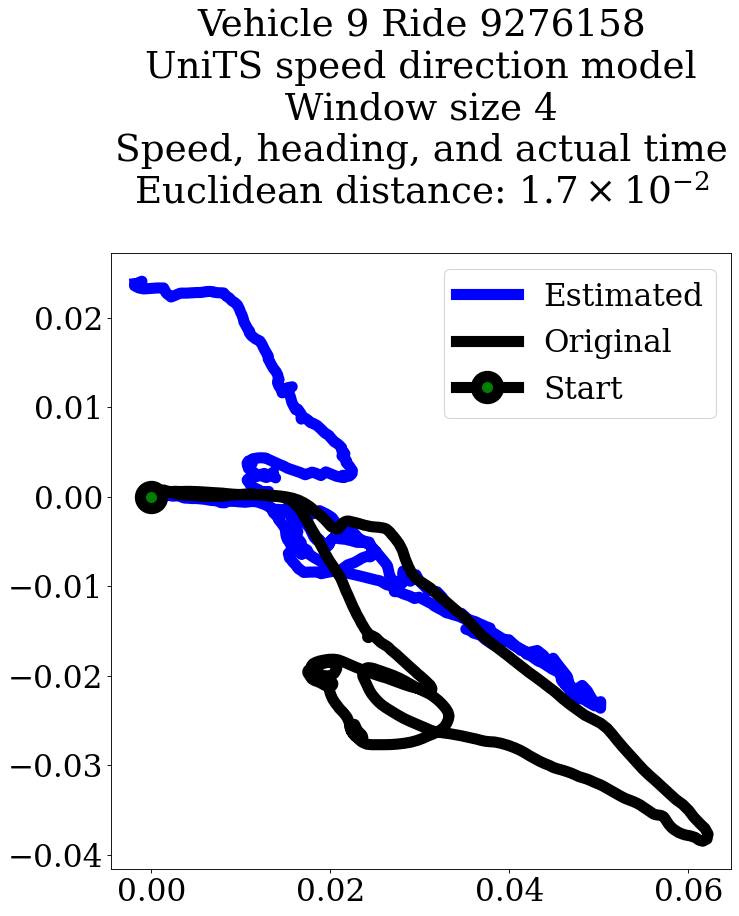 Vehicle 9 Ride 9276158
UniTS speed direction model
Window size 4
Speed, heading, and actual time
Euclidean distance: 1.7 × 10⁻²
Estimated
Original
Start
0.02
0.01
0.00
−0.01
−0.02
−0.03
−0.04
0.00 0.02 0.04 0.06